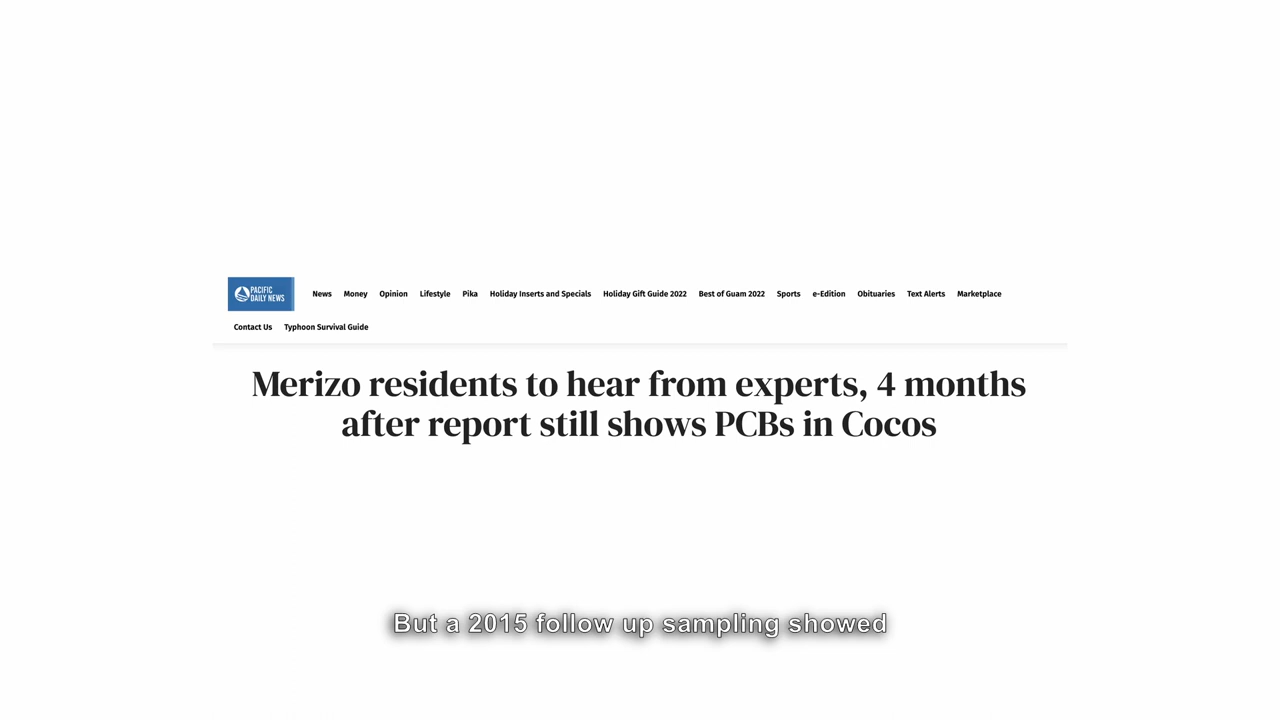 PACIFIC
DAILY NEWS
News Money Opinion Lifestyle Pika Holiday Inserts and Specials Holiday Gift Guide 2022 Best of Guam 2022 Sports e-Edition Obituaries Text Alerts Marketplace
Contact Us Typhoon Survival Guide
Merizo residents to hear from experts, 4 months
after report still shows PCBs in Cocos
But a 2015 follow up sampling showed